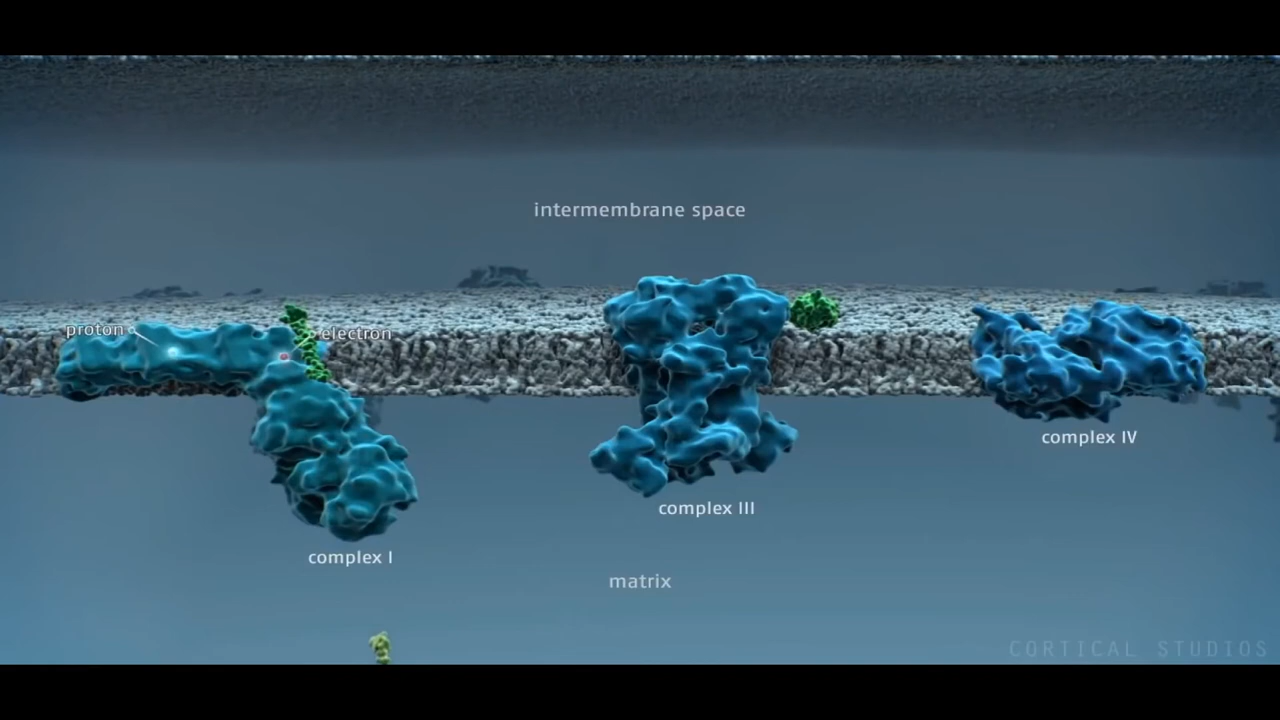 intermembrane space
proton
electron
complex IV
complex III
complex I
matrix
CORTICAL STUDIOS